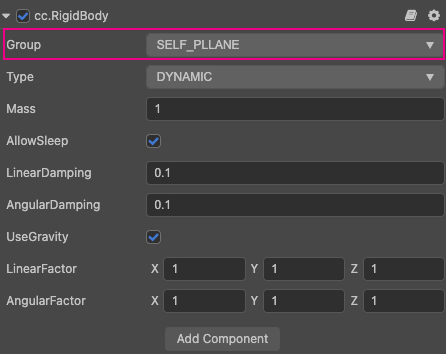 cc.RigidBody
Group SELF_PLLANE
Type DYNAMIC
Mass 1
AllowSleep
LinearDamping 0.1
AngularDamping 0.1
UseGravity
LinearFactor X 1 Y 1 Z 1
AngularFactor X 1 Y 1 Z 1
Add Component